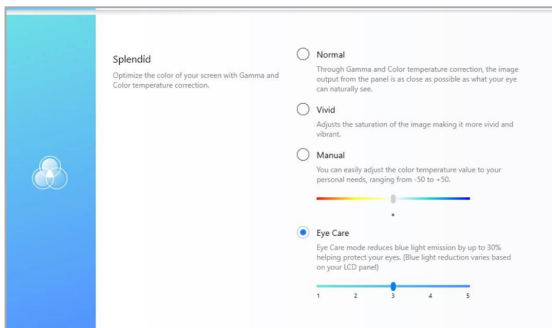 Splendid
Optimize the color of your screen with Gamma and
Color temperature correction.
Normal
Through Gamma and Color temperature correction, the image
output from the panel is as close as possible as what your eye
can naturally see.
Vivid
Adjusts the saturation of the image making it more vivid and
vibrant.
Manual
You can easily adjust the color temperature value to your
personal needs, ranging from -50 to +50.
Eye Care
Eye Care mode reduces blue light emission by up to 30%
helping protect your eyes. (Blue light reduction varies based
on your LCD panel)
1 2 3 4 5